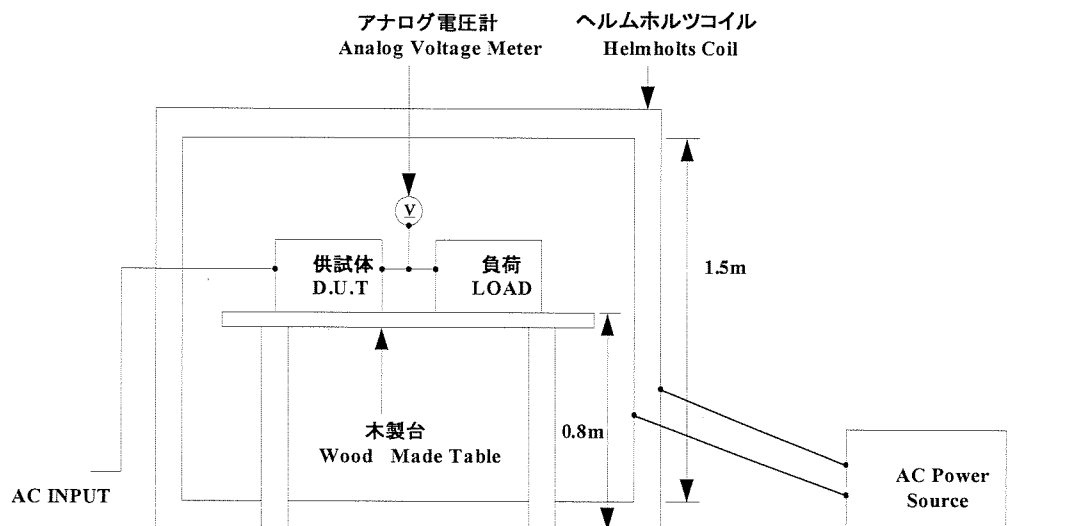 アナログ電圧計
Analog Voltage Meter
ヘルムホルツコイル
Helmholts Coil
V
供試体
D.U.T
負荷
LOAD
1.5m
木製台
Wood Made Table
0.8m
AC INPUT
AC Power
Source